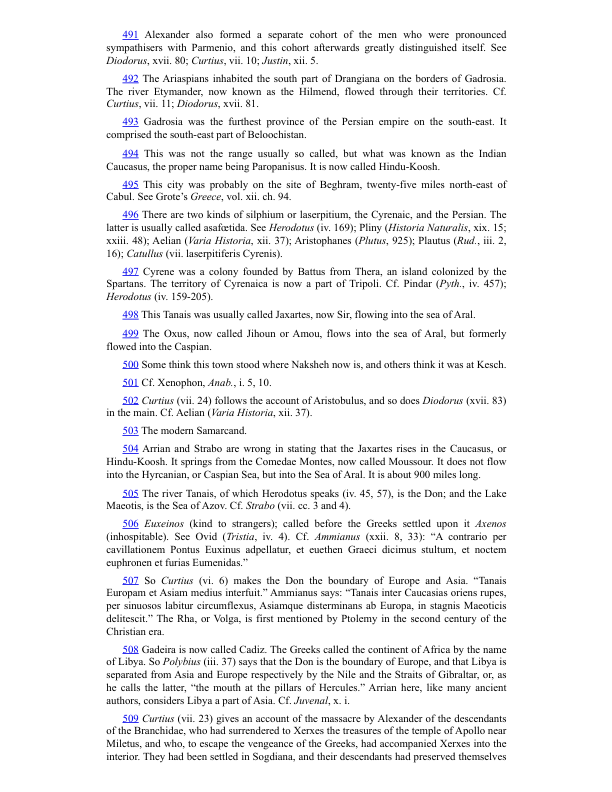 491 Alexander also formed a separate cohort of the men who were pronounced
sympathisers with Parmenio, and this cohort afterwards greatly distinguished itself. See
Diodorus, xvii. 80; Curtius, vii. 10; Justin, xii. 5.
492 The Ariaspians inhabited the south part of Drangiana on the borders of Gadrosia.
The river Etymander, now known as the Hilmend, flowed through their territories. Cf.
Curtius, vii. 11; Diodorus, xvii. 81.
493 Gadrosia was the furthest province of the Persian empire on the south-east. It
comprised the south-east part of Beloochistan.
494 This was not the range usually so called, but what was known as the Indian
Caucasus, the proper name being Paropanisus. It is now called Hindu-Koosh.
495 This city was probably on the site of Beghram, twenty-five miles north-east of
Cabul. See Grote's Greece, vol. xii. ch. 94.
496 There are two kinds of silphium or laserpitium, the Cyrenaic, and the Persian. The
latter is usually called asafœtida. See Herodotus (iv. 169); Pliny (Historia Naturalis, xix. 15;
xxiii. 48); Aelian (Varia Historia, xii. 37); Aristophanes (Plutus, 925); Plautus (Rud., iii. 2,
16); Catullus (vii. laserpitiferis Cyrenis).
497 Cyrene was a colony founded by Battus from Thera, an island colonized by the
Spartans. The territory of Cyrenaica is now a part of Tripoli. Cf. Pindar (Pyth., iv. 457);
Herodotus (iv. 159-205).
498 This Tanais was usually called Jaxartes, now Sir, flowing into the sea of Aral.
499 The Oxus, now called Jihoun or Amou, flows into the sea of Aral, but formerly
flowed into the Caspian.
500 Some think this town stood where Naksheh now is, and others think it was at Kesch.
501 Cf. Xenophon, Anab., i. 5, 10.
502 Curtius (vii. 24) follows the account of Aristobulus, and so does Diodorus (xvii. 83)
in the main. Cf. Aelian (Varia Historia, xii. 37).
503 The modern Samarcand.
504 Arrian and Strabo are wrong in stating that the Jaxartes rises in the Caucasus, or
Hindu-Koosh. It springs from the Comedae Montes, now called Moussour. It does not flow
into the Hyrcanian, or Caspian Sea, but into the Sea of Aral. It is about 900 miles long.
505 The river Tanais, of which Herodotus speaks (iv. 45, 57), is the Don; and the Lake
Maeotis, is the Sea of Azov. Cf. Strabo (vii. cc. 3 and 4).
506 Euxeinos (kind to strangers); called before the Greeks settled upon it Axenos
(inhospitable). See Ovid (Tristia, iv. 4). Cf. Ammianus (xxii. 8, 33): “A contrario per
cavillationem Pontus Euxinus adpellatur, et euethen Graeci dicimus stultum, et noctem
euphronen et furias Eumenidas.”
507 So Curtius (vi. 6) makes the Don the boundary of Europe and Asia. “Tanais
Europam et Asiam medius interfuit.” Ammianus says: “Tanais inter Caucasias oriens rupes,
per sinuosos labitur circumflexus, Asiamque disterminans ab Europa, in stagnis Maeoticis
delitescit.” The Rha, or Volga, is first mentioned by Ptolemy in the second century of the
Christian era.
508 Gadeira is now called Cadiz. The Greeks called the continent of Africa by the name
of Libya. So Polybius (iii. 37) says that the Don is the boundary of Europe, and that Libya is
separated from Asia and Europe respectively by the Nile and the Straits of Gibraltar, or, as
he calls the latter, “the mouth at the pillars of Hercules.” Arrian here, like many ancient
authors, considers Libya a part of Asia. Cf. Juvenal, x. i.
509 Curtius (vii. 23) gives an account of the massacre by Alexander of the descendants
of the Branchidae, who had surrendered to Xerxes the treasures of the temple of Apollo near
Miletus, and who, to escape the vengeance of the Greeks, had accompanied Xerxes into the
interior. They had been settled in Sogdiana, and their descendants had preserved themselves